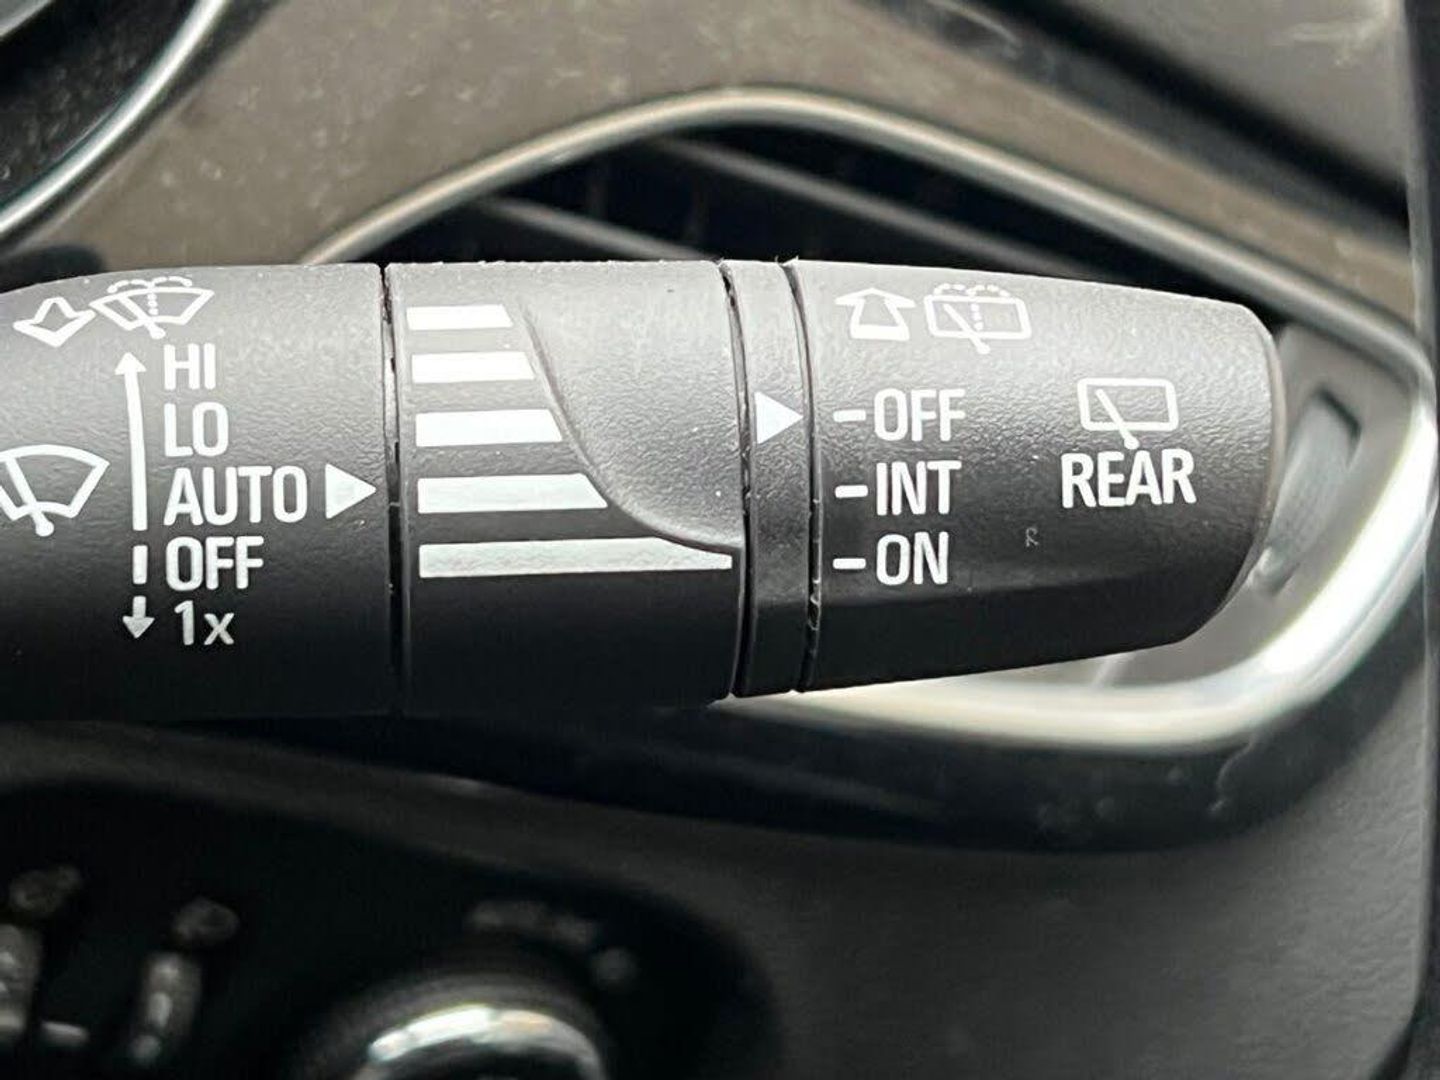 HI
LO
AUTO
OFF
1x
OFF
INT
ON
REAR